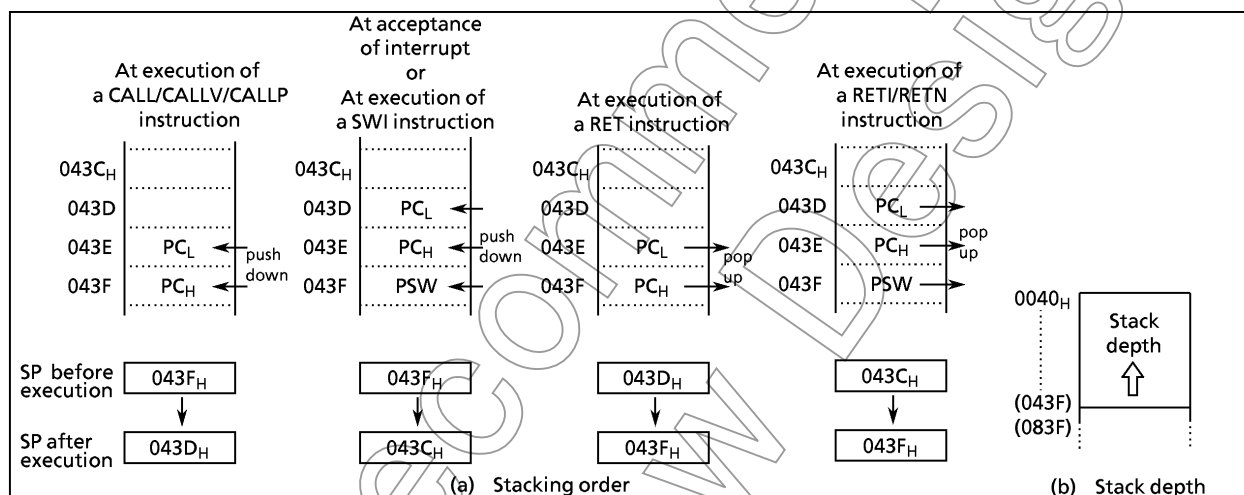 At execution of
a CALL/CALLV/CALLP
instruction
043CH
043D
043E PCL
043F PCH
push
down
SP before
execution
043FH
SP after
execution
043DH
At acceptance
of interrupt
or
At execution of
a SWI instruction
043CH
043D PCL
043E PCH
043F PSW
push
down
043FH
043CH
At execution of
a RET instruction
043CH
043D
043E PCL
043F PCH
pop
up
043DH
043FH
At execution of
a RETI/RETN
instruction
043CH
043D PCL
043E PCH
043F PSW
pop
up
043CH
043FH
(a) Stacking order
0040H
Stack
depth
(043F)
(083F)
(b) Stack depth